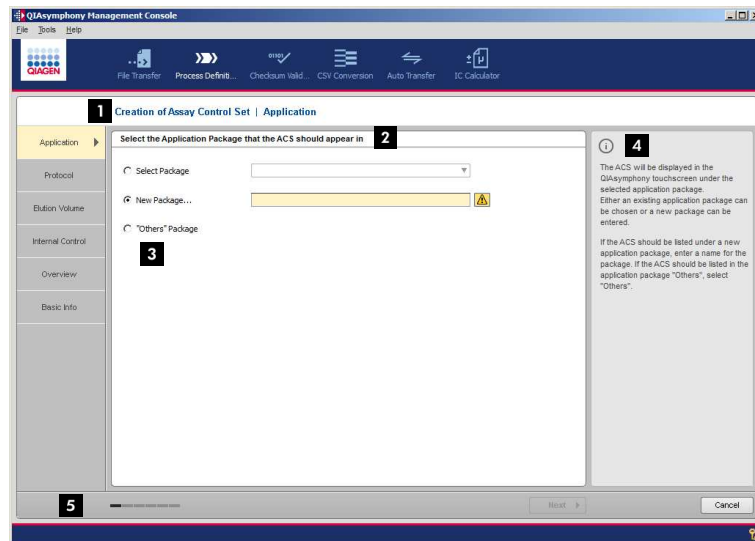 QIAsymphony Management Console
File Tools Help
QIAGEN
File Transfer
Process Definiti...
Checksum Valid...
CSV Conversion
Auto Transfer
IC Calculator
1
Creation of Assay Control Set | Application
Application
Protocol
Elution Volume
Internal Control
Overview
Basic Info
Select the Application Package that the ACS should appear in
2
Select Package
New Package...
"Others" Package
3
4
The ACS will be displayed in the
QIAsymphony touchscreen under the
selected application package.
Either an existing application package can
be chosen or a new package can be
entered.
If the ACS should be listed under a new
application package, enter a name for the
package. If the ACS should be listed in the
application package "Others", select
"Others".
5
Next
Cancel